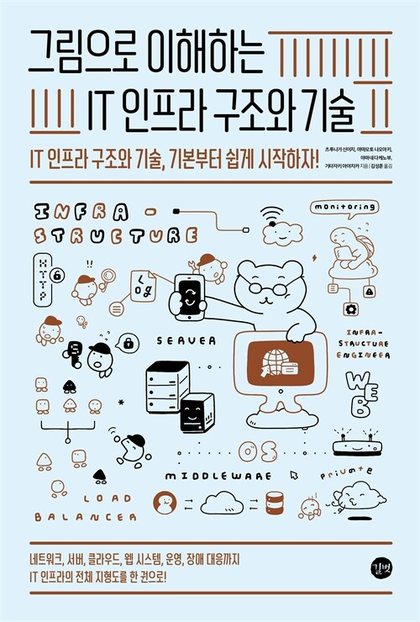 그림으로 이해하는
IT 인프라 구조와 기술
IT 인프라 구조와 기술, 기본부터 쉽게 시작하자!
INFRA-
STRUCTURE
monitoring
HTTP
Log
SERVER
INFRA-
STRUCTURE
ENGINEER
WEB
OS
MIDDLEWARE
private
LOAD
BALANCER
네트워크, 서버, 클라우드, 웹 시스템, 운영, 장애 대응까지
IT 인프라의 전체 지형도를 한 권으로!
길벗